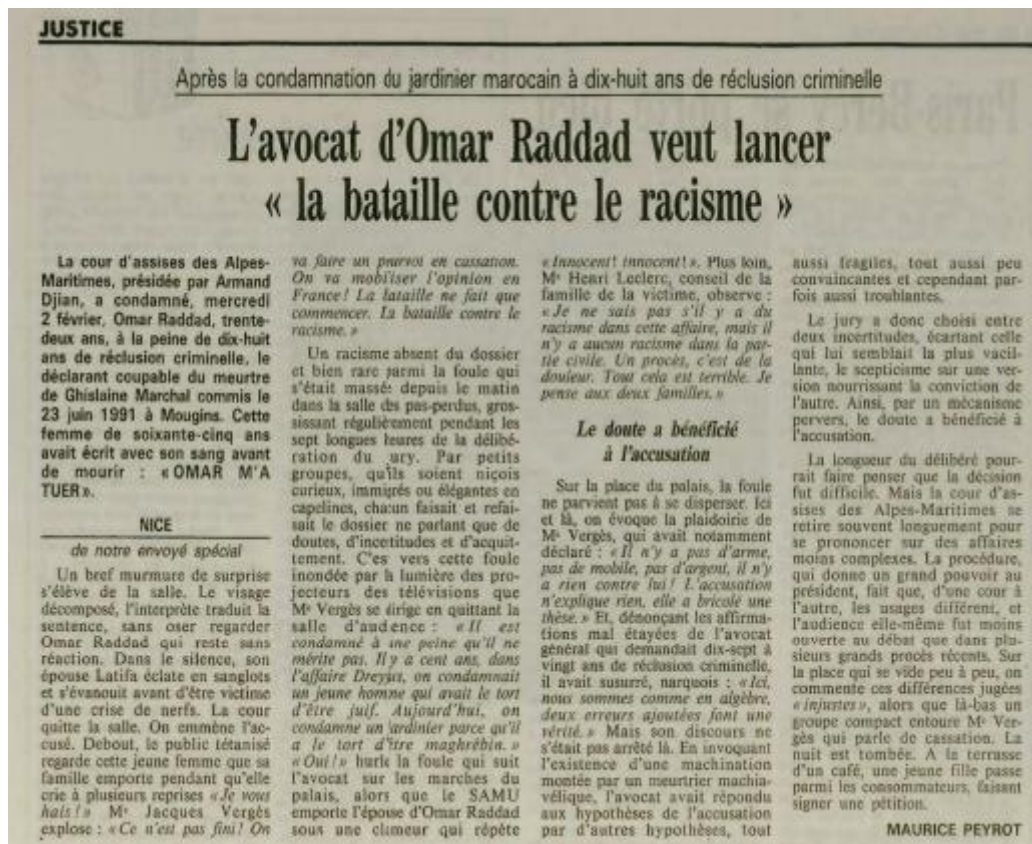 JUSTICE
Après la condamnation du jardinier marocain à dix-huit ans de réclusion criminelle
L'avocat d'Omar Raddad veut lancer
« la bataille contre le racisme »
La cour d'assises des Alpes-
Maritimes, présidée par Armand
Djian, a condamné, mercredi
2 février, Omar Raddad, trente-
deux ans, à la peine de dix-huit
ans de réclusion criminelle, le
déclarant coupable du meurtre
de Ghislaine Marchal commis le
23 juin 1991 à Mougins. Cette
femme de soixante-cinq ans
avait écrit avec son sang avant
de mourir : « OMAR M'A
TUER ».
NICE
de notre envoyé spécial
Un bref murmure de surprise
s'élève de la salle. Le visage
décomposé, l'interprète traduit la
sentence, sans oser regarder
Omar Raddad qui reste sans
réaction. Dans le silence, son
épouse Latifa éclate en sanglots
et s'évanouit avant d'être victime
d'une crise de nerfs. La cour
quitte la salle. On emmène l'ac-
cusé. Debout, le public tétanisé
regarde cette jeune femme que sa
famille emporte pendant qu'elle
crie à plusieurs reprises « Je vous
hais ! » Me Jacques Vergès
explose : « Ce n'est pas fini ! On
va faire un pourvoi en cassation.
On va mobiliser l'opinion en
France ! La bataille ne fait que
commencer. La bataille contre le
racisme. »
Un racisme absent du dossier
et bien rare parmi la foule qui
s'était massée depuis le matin
dans la salle des pas-perdus, gros-
sissant régulièrement pendant les
sept longues heures de la délibé-
ration du jury. Par petits
groupes, qu'ils soient niçois
curieux, immigrés ou élégantes en
capelines, chacun faisait et refai-
sait le dossier ne parlant que de
doutes, d'incertitudes et d'acquit-
tement. C'est vers cette foule
inondée par la lumière des pro-
jecteurs des télévisions que
Me Vergès se dirige en quittant la
salle d'audience : « Il est
condamné à une peine qu'il ne
mérite pas. Il y a cent ans, dans
l'affaire Dreyfus, on condamnait
un jeune homme qui avait le tort
d'être juif. Aujourd'hui, on
condamne un jardinier parce qu'il
a le tort d'être maghrébin. »
« Oui ! » hurle la foule qui suit
l'avocat sur les marches du
palais, alors que le SAMU
emporte l'épouse d'Omar Raddad
sous une clameur qui répète
« Innocent ! innocent ! ». Plus loin,
Me Henri Leclerc, conseil de la
famille de la victime, observe :
« Je ne sais pas s'il y a du
racisme dans cette affaire, mais il
n'y a aucun racisme dans la par-
tie civile. Un procès, c'est de la
douleur. Tout cela est terrible. Je
pense aux deux familles. »
Le doute a bénéficié
à l'accusation
Sur la place du palais, la foule
ne parvient pas à se disperser. Ici
et là, on évoque la plaidoirie de
Me Vergès, qui avait notamment
déclaré : « Il n'y a pas d'arme,
pas de mobile, pas d'argent, il n'y
a rien contre lui ! L'accusation
n'explique rien, elle a bricolé une
thèse. » Et, dénonçant les affirma-
tions mal étayées de l'avocat
général qui demandait dix-sept à
vingt ans de réclusion criminelle,
il avait susurré, narquois : « Ici,
nous sommes comme en algèbre,
deux erreurs ajoutées font une
vérité. » Mais son discours ne
s'était pas arrêté là. En invoquant
l'existence d'une machination
montée par un meurtrier machia-
vélique, l'avocat avait répondu
aux hypothèses de l'accusation
par d'autres hypothèses, tout
aussi fragiles, tout aussi peu
convaincantes et cependant par-
fois aussi troublantes.
Le jury a donc choisi entre
deux incertitudes, écartant celle
qui lui semblait la plus vacil-
lante, le scepticisme sur une ver-
sion nourrissant la conviction de
l'autre. Ainsi, par un mécanisme
pervers, le doute a bénéficié à
l'accusation.
La longueur du délibéré pour-
rait faire penser que la décision
fut difficile. Mais la cour d'as-
sises des Alpes-Maritimes se
retire souvent longuement pour
se prononcer sur des affaires
moins complexes. La procédure,
qui donne un grand pouvoir au
président, fait que, d'une cour à
l'autre, les usages diffèrent, et
l'audience elle-même fut moins
ouverte au débat que dans plu-
sieurs grands procès récents. Sur
la place qui se vide peu à peu, on
commente ces différences jugées
« injustes », alors que là-bas un
groupe compact entoure Me Ver-
gès qui parle de cassation. La
nuit est tombée. A la terrasse
d'un café, une jeune fille passe
parmi les consommateurs, faisant
signer une pétition.
MAURICE PEYROT